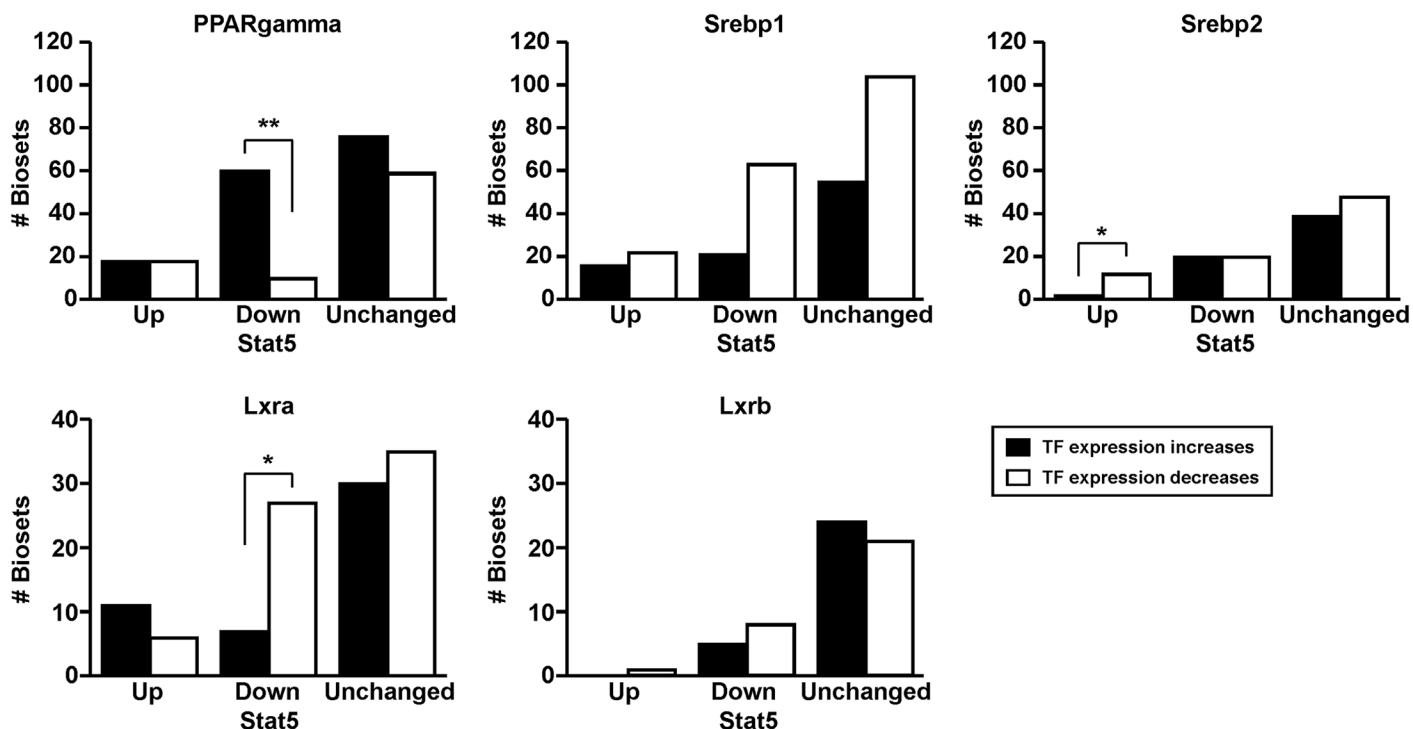 PPARgamma
120
100
80
60
40
20
0
# Biosets
**
Up Down Unchanged
Stat5
Srebp1
120
100
80
60
40
20
0
# Biosets
Up Down Unchanged
Stat5
Srebp2
120
100
80
60
40
20
0
# Biosets
*
Up Down Unchanged
Stat5
Lxra
40
30
20
10
0
# Biosets
*
Up Down Unchanged
Stat5
Lxrb
40
30
20
10
0
# Biosets
Up Down Unchanged
Stat5
TF expression increases
TF expression decreases